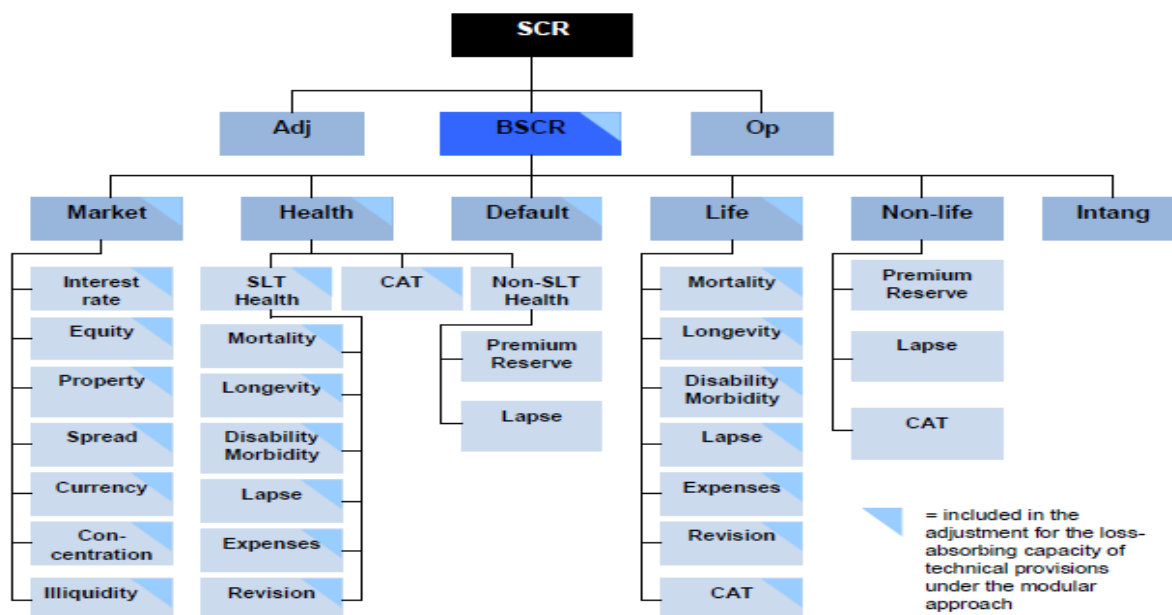 SCR
Adj
BSCR
Op
Market
Health
Default
Life
Non-life
Intang
Interest
rate
Equity
Property
Spread
Currency
Con-
centration
Illiquidity
SLT
Health
CAT
Non-SLT
Health
Mortality
Longevity
Disability
Morbidity
Lapse
Expenses
Revision
Premium
Reserve
Lapse
Mortality
Longevity
Disability
Morbidity
Lapse
Expenses
Revision
CAT
Premium
Reserve
Lapse
CAT
= included in the
adjustment for the loss-
absorbing capacity of
technical provisions
under the modular
approach